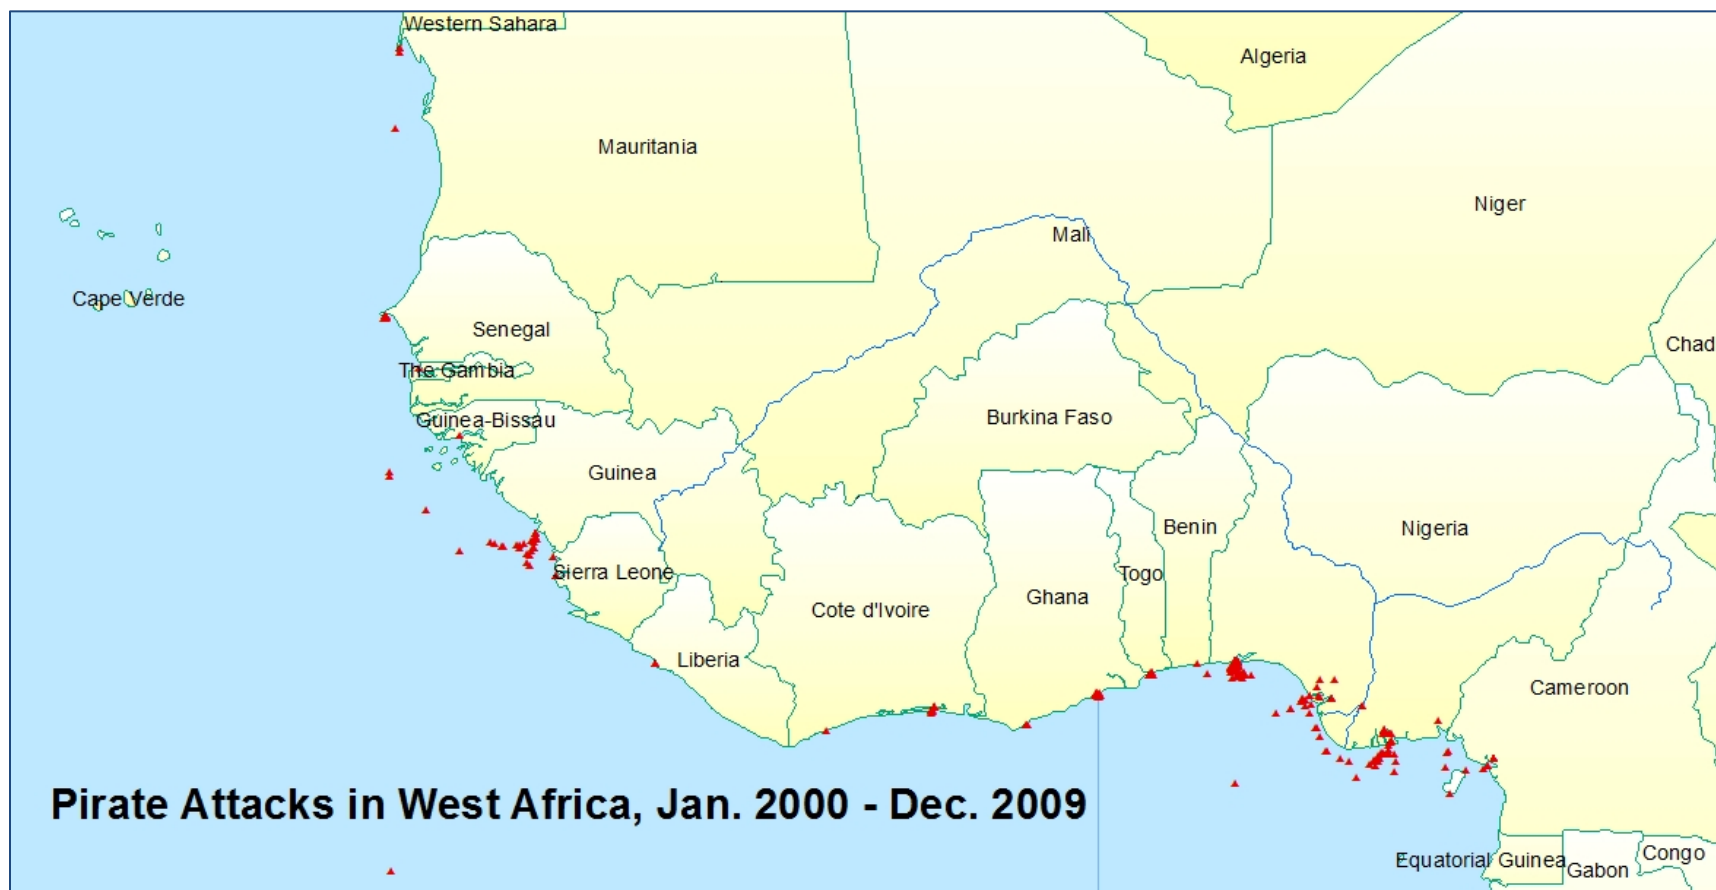 Western Sahara
Algeria
Mauritania
Niger
Mali
Cape Verde
Senegal
Chad
The Gambia
Guinea-Bissau
Burkina Faso
Guinea
Benin
Nigeria
Sierra Leone
Togo
Ghana
Cote d'Ivoire
Liberia
Cameroon
Pirate Attacks in West Africa, Jan. 2000 - Dec. 2009
Equatorial Guinea
Gabon
Congo